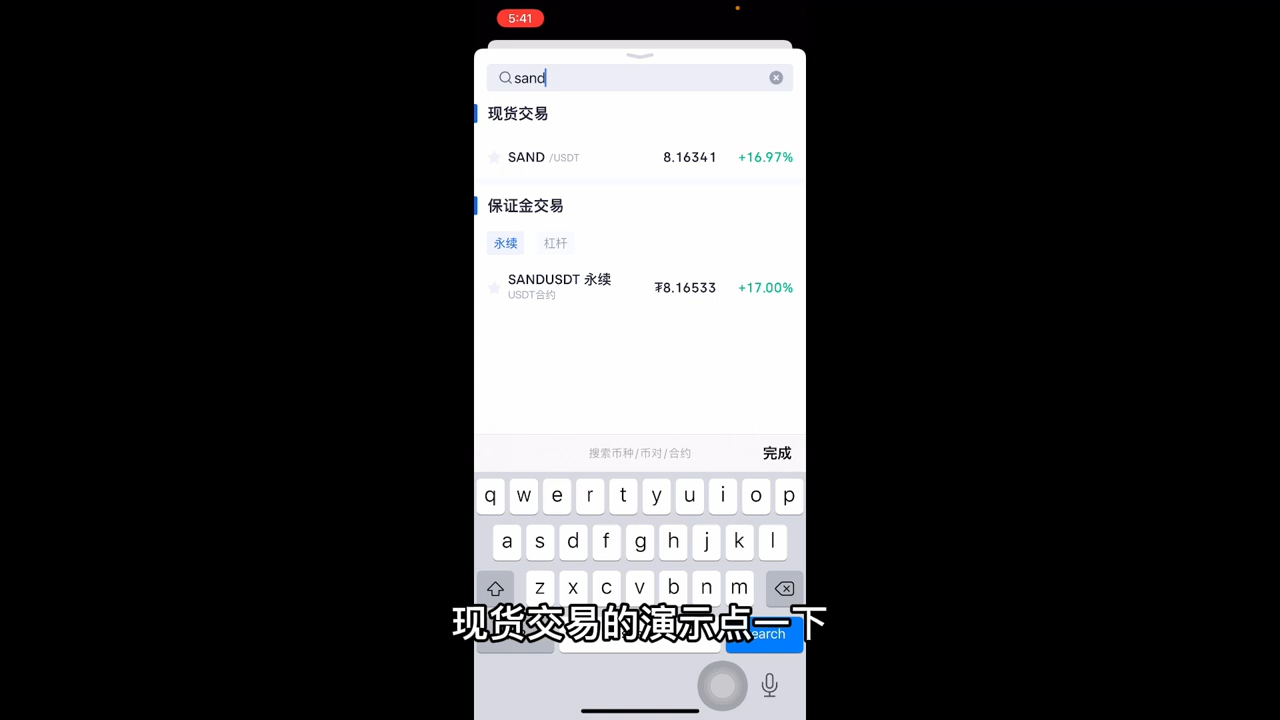 5:41
sand
现货交易
SAND /USDT 8.16341 +16.97%
保证金交易
永续 杠杆
SANDUSDT 永续 ₮8.16533 +17.00%
USDT合约
搜索币种/币对/合约 完成
q w e r t y u i o p
a s d f g h j k l
z x c v b n m
现货交易的演示点一下
earch